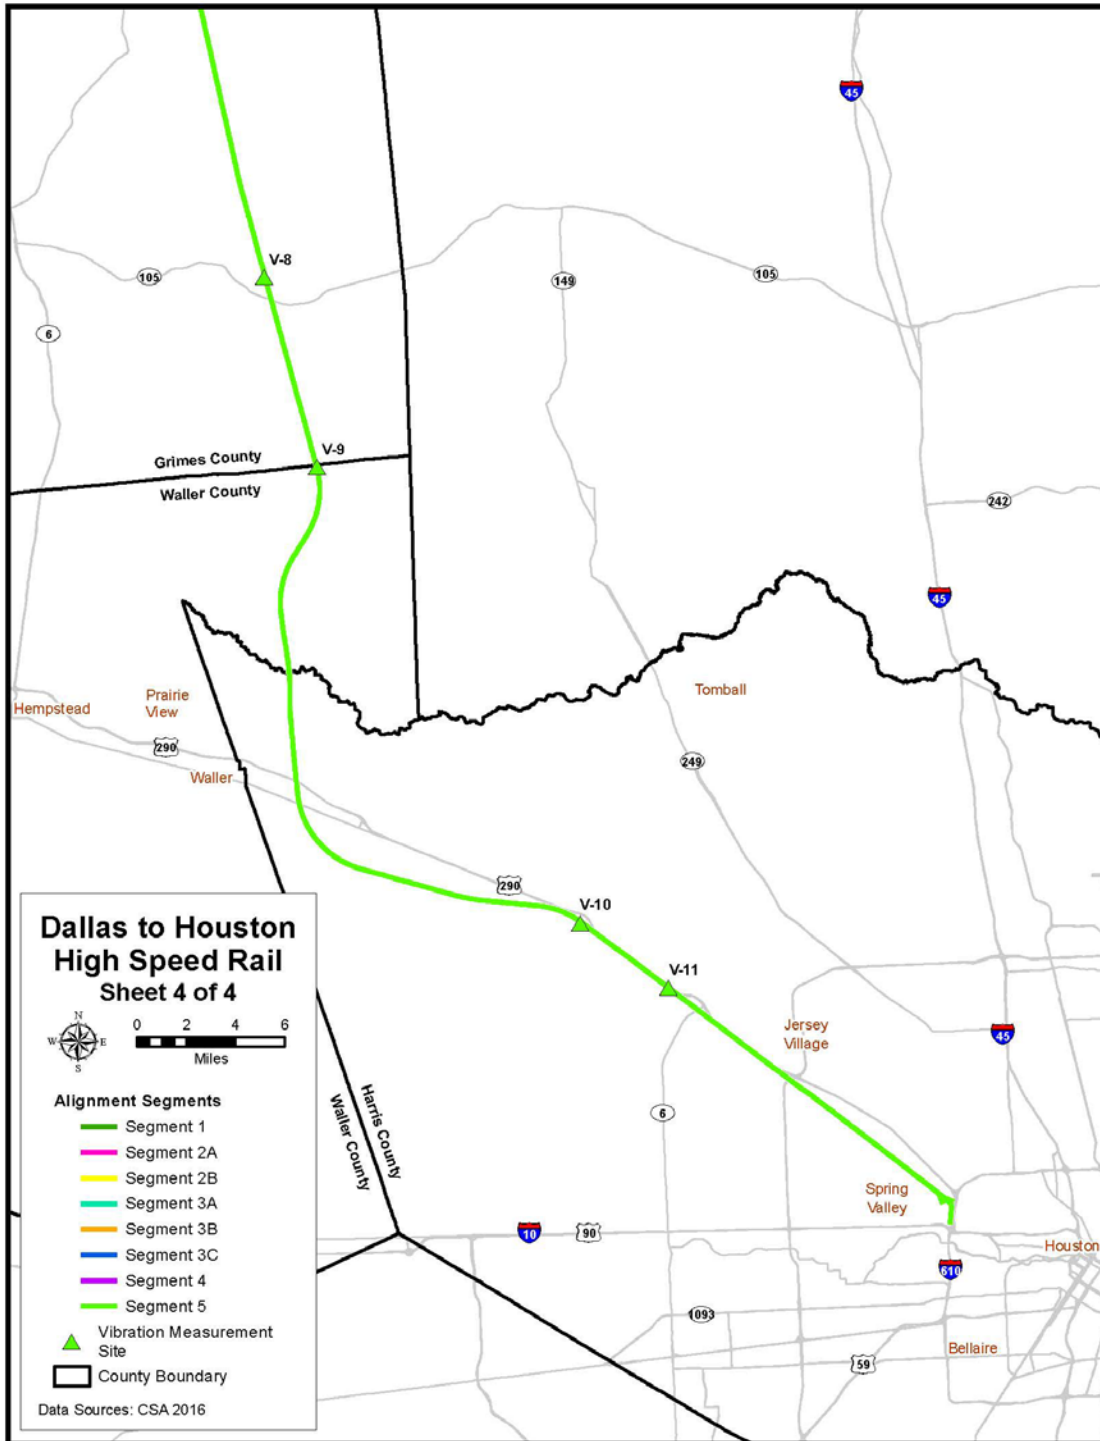 45
V-8
105
149
105
6
V-9
Grimes County
Waller County
242
45
Tomball
Prairie
View
Hempstead
290
249
Waller
290
V-10
V-11
Jersey
Village
45
6
Harris County
Waller County
Spring
Valley
10
90
Houston
610
1093
Bellaire
59
Dallas to Houston
High Speed Rail
Sheet 4 of 4
N
W E
S
0 2 4 6
Miles
Alignment Segments
Segment 1
Segment 2A
Segment 2B
Segment 3A
Segment 3B
Segment 3C
Segment 4
Segment 5
Vibration Measurement
Site
County Boundary
Data Sources: CSA 2016